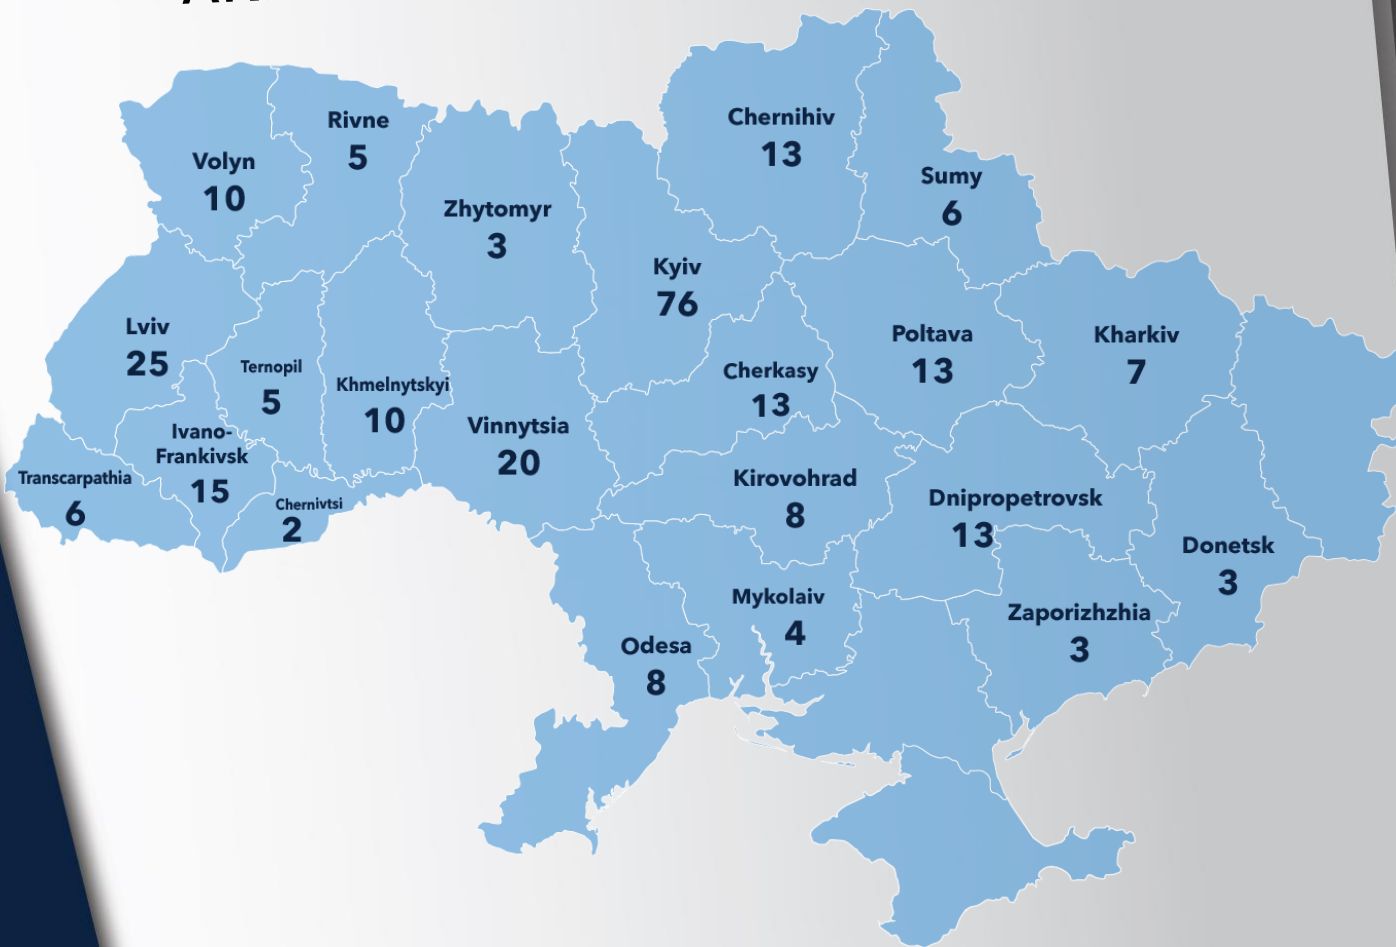 Chernihiv
13
Rivne
5
Volyn
10
Sumy
6
Zhytomyr
3
Kyiv
76
Lviv
25
Poltava
13
Kharkiv
7
Ternopil
5
Cherkasy
13
Khmelnytskyi
10
Vinnytsia
20
Ivano-
Frankivsk
15
Transcarpathia
6
Chernivtsi
2
Kirovohrad
8
Dnipropetrovsk
13
Donetsk
3
Mykolaiv
4
Zaporizhzhia
3
Odesa
8